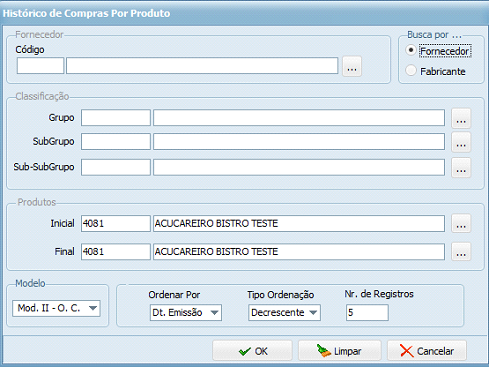 Histórico de Compras Por Produto
Fornecedor
Busca por ...
Código
...
Fornecedor
Fabricante
Classificação
Grupo ...
SubGrupo ...
Sub-SubGrupo ...
Produtos
Inicial 4081 ACUCAREIRO BISTRO TESTE ...
Final 4081 ACUCAREIRO BISTRO TESTE ...
Modelo
Ordenar Por Tipo Ordenação Nr. de Registros
Mod. II - O. C. Dt. Emissão Decrescente 5
OK Limpar Cancelar